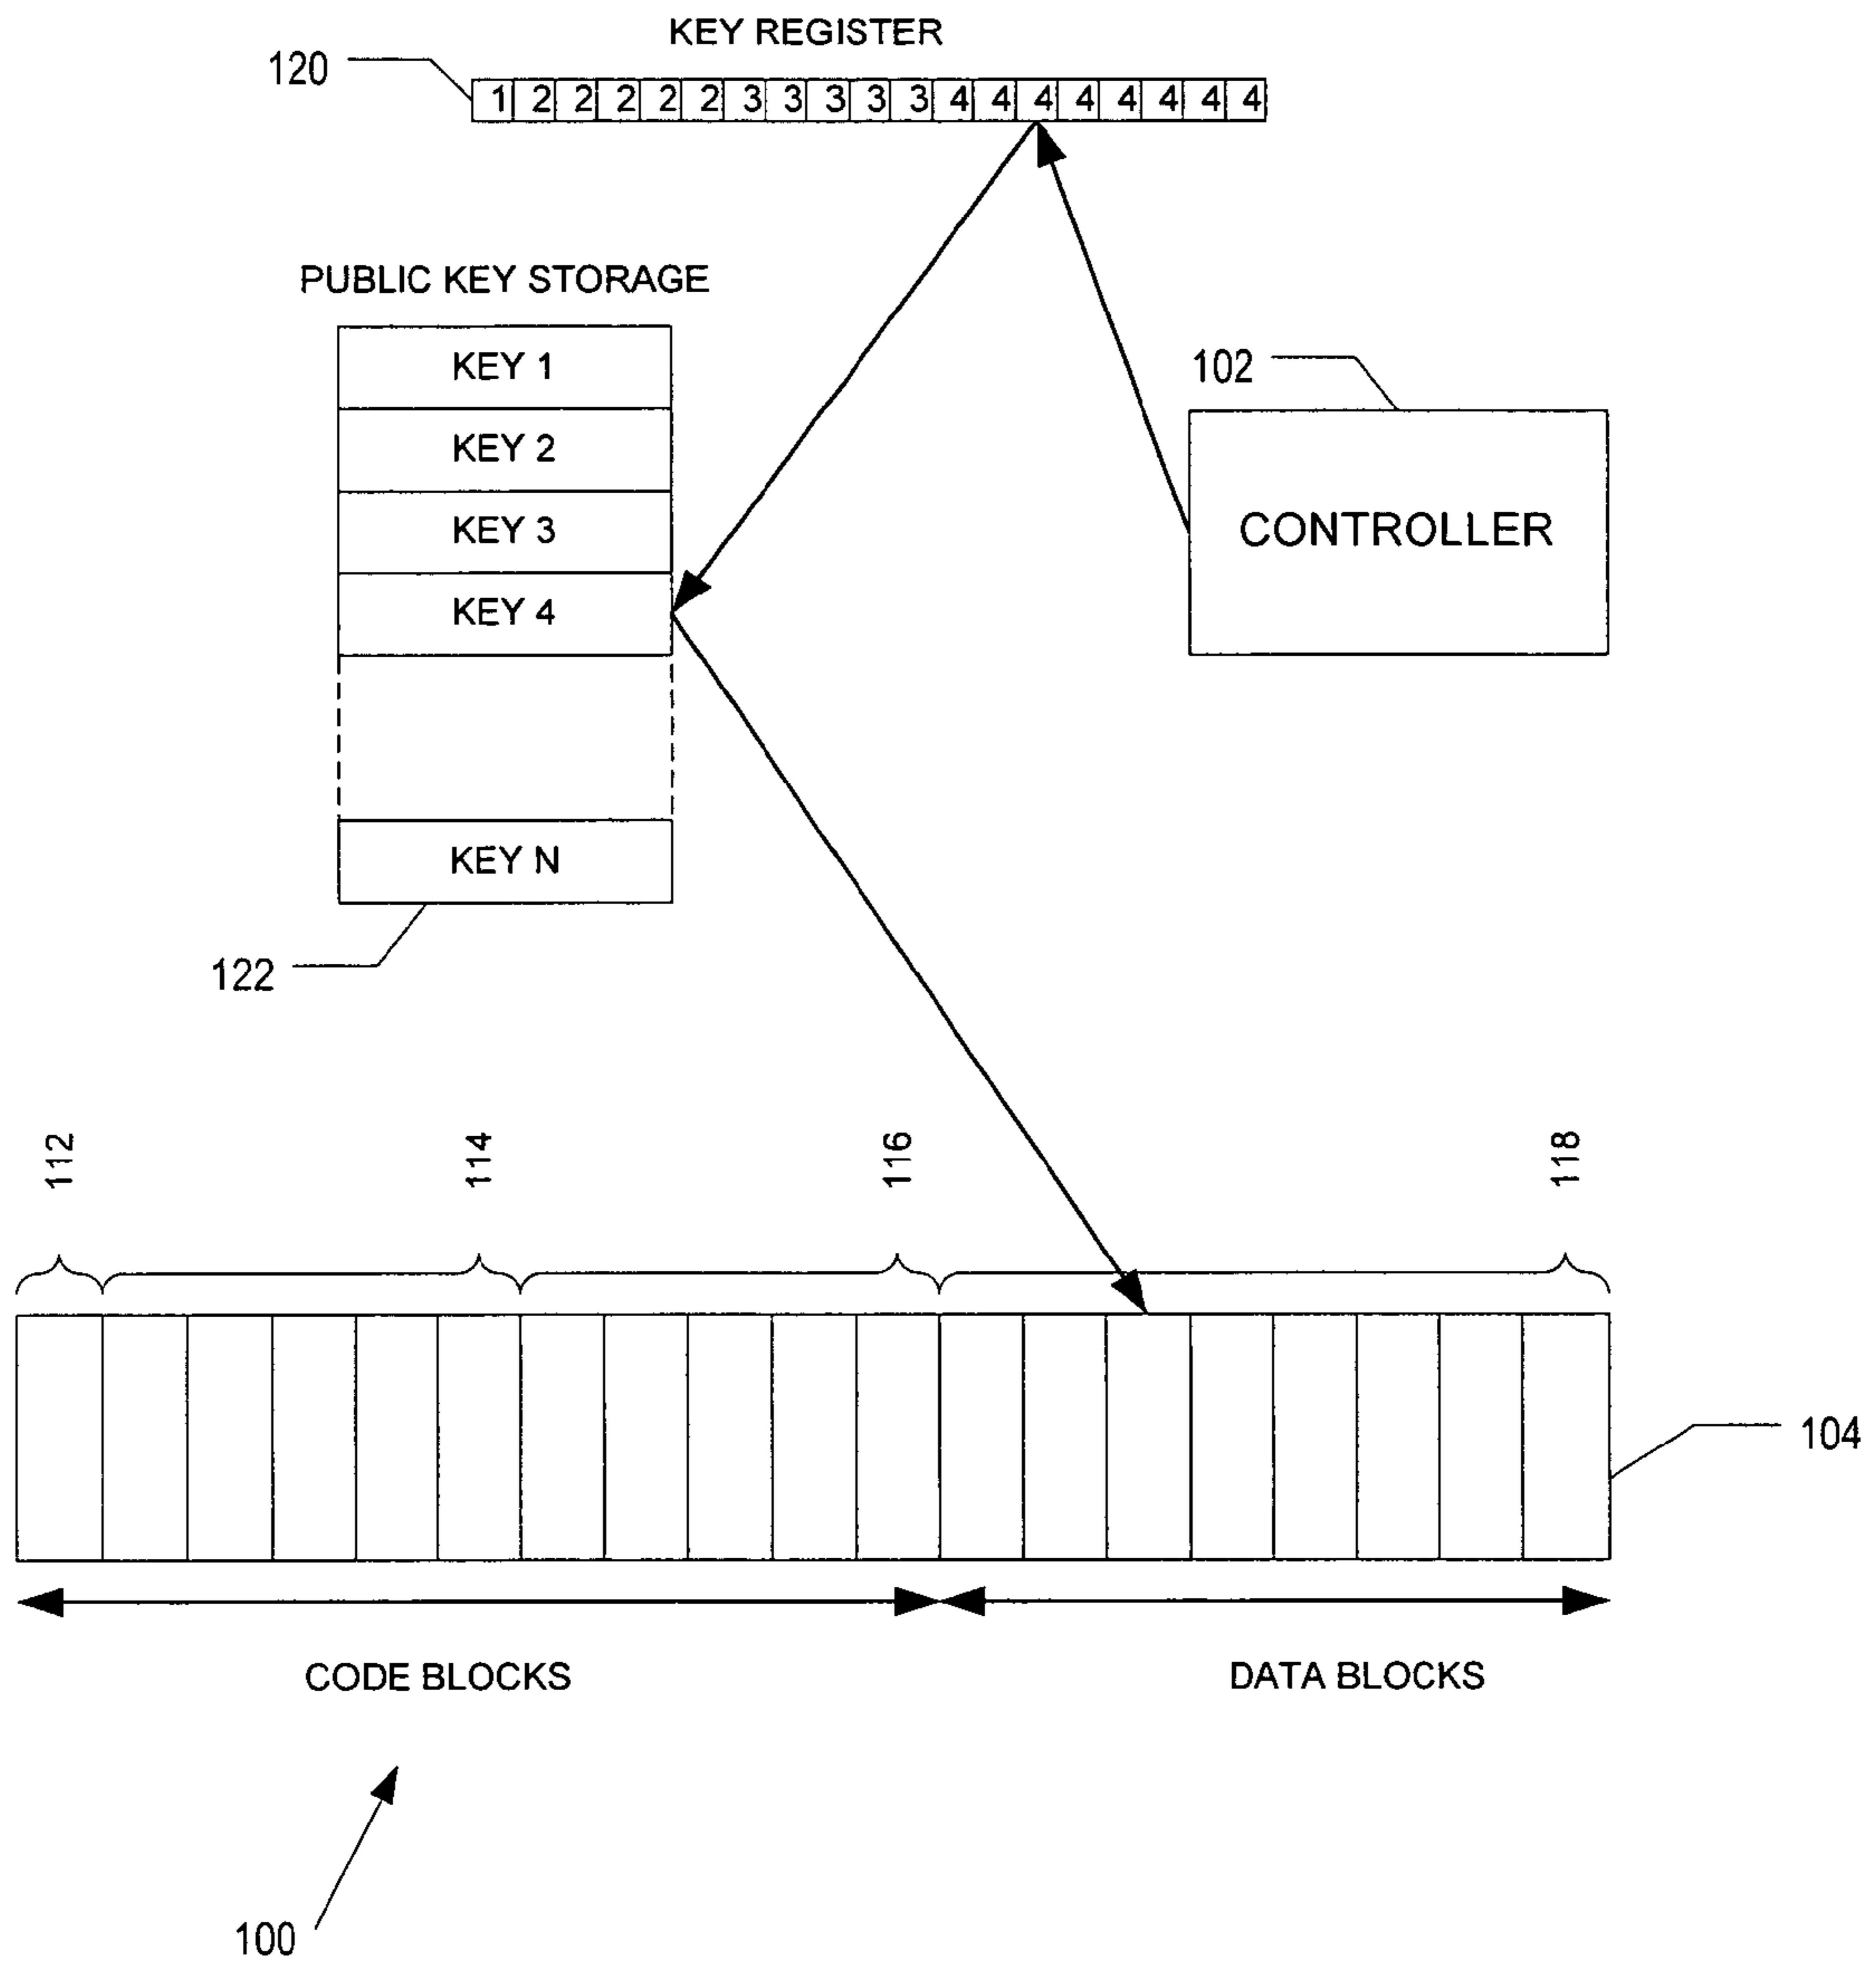 KEY REGISTER
120
1 2 2 2 2 2 3 3 3 3 3 4 4 4 4 4 4 4 4
PUBLIC KEY STORAGE
KEY 1
102
KEY 2
KEY 3
CONTROLLER
KEY 4
KEY N
122
112
114
116
118
104
CODE BLOCKS
DATA BLOCKS
100